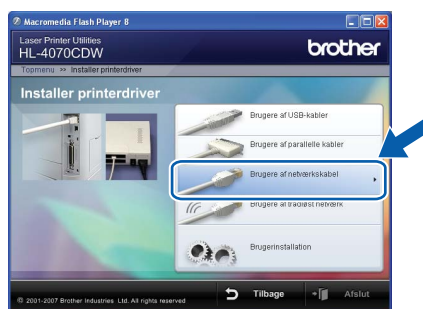 Macromedia Flash Player 8
Laser Printer Utilities
HL-4070CDW
brother
Topmenu >> Installer printerdriver
Installer printerdriver
Brugere af USB-kabler
Brugere af parallelle kabler
Brugere af netværkskabel
Brugere af trådløst netværk
Brugerinstallation
© 2001-2007 Brother Industries Ltd. All rights reserved
Tilbage
Afslut